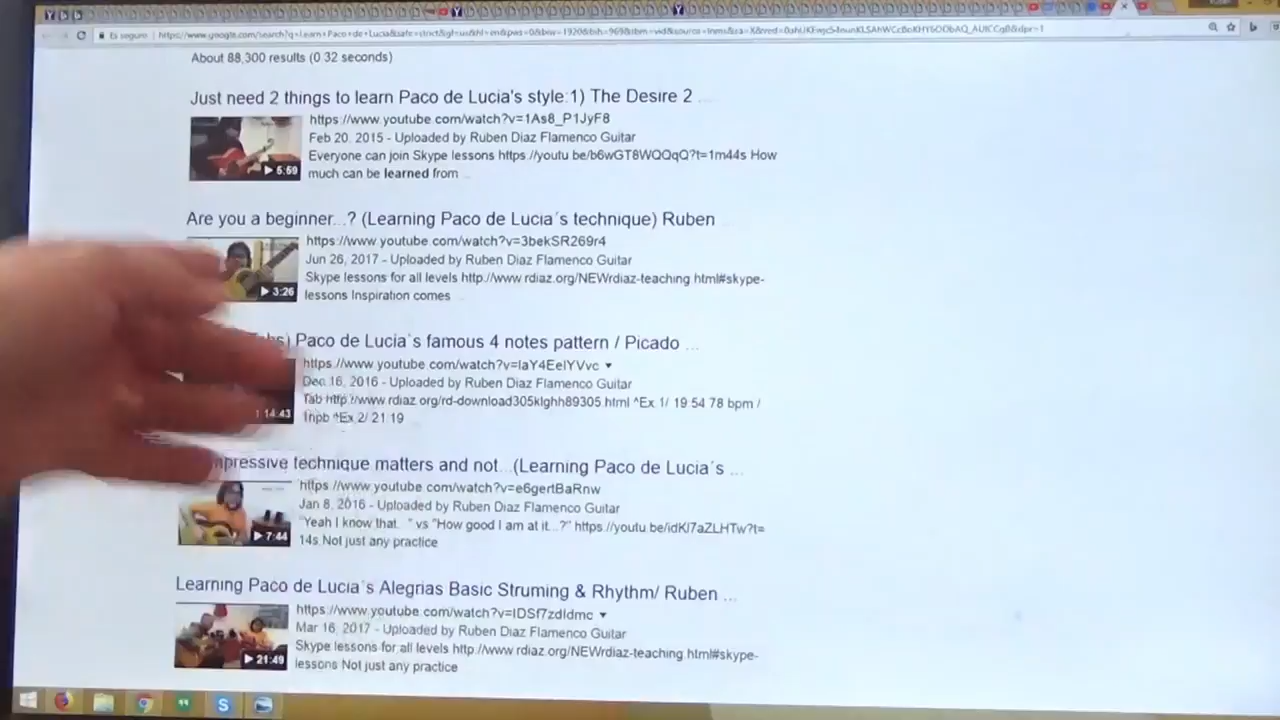 Es seguro
About 88,300 results (0 32 seconds)
Just need 2 things to learn Paco de Lucia's style:1) The Desire 2 ...
https://youtube.com/watch?v=1As8_P1JyF8
Feb 20, 2015 - Uploaded by Ruben Diaz Flamenco Guitar
Everyone can join Skype lessons https://youtu be/b6wGT8WQQqQ?t=1m44s How
much can be learned from ...
5:59
Are you a beginner...? (Learning Paco de Lucia´s technique) Ruben ...
https://www youtube com/watch?v=3bekSR269r4
Jun 26, 2017 - Uploaded by Ruben Diaz Flamenco Guitar
Skype lessons for all levels http://www rdiaz.org/NEWrdiaz-teaching html#skype-
lessons Inspiration comes ...
3:26
bs) Paco de Lucia´s famous 4 notes pattern / Picado ...
https://www youtube com/watch?v=IaY4EeIYVvc
Dec 16, 2016 - Uploaded by Ruben Diaz Flamenco Guitar
Tab http://www rdiaz org/rd-download305klghh89305.html ^Ex 1/ 19 54 78 bpm /
1npb ^Ex 2/ 21 19
14:43
mpressive technique matters and not...(Learning Paco de Lucia´s ...
https://www youtube com/watch?v=e6gertBaRnw
Jan 8, 2016 - Uploaded by Ruben Diaz Flamenco Guitar
"Yeah I know that. " vs "How good I am at it...?" https://youtu be/idKl7aZLHTw?t=
14s Not just any practice
7:44
Learning Paco de Lucia´s Alegrias Basic Struming & Rhythm/ Ruben ...
https://www youtube com/watch?v=IDSf7zdIdmc
Mar 16, 2017 - Uploaded by Ruben Diaz Flamenco Guitar
Skype lessons for all levels http://www rdiaz.org/NEWrdiaz-teaching html#skype-
lessons Not just any practice
21:49